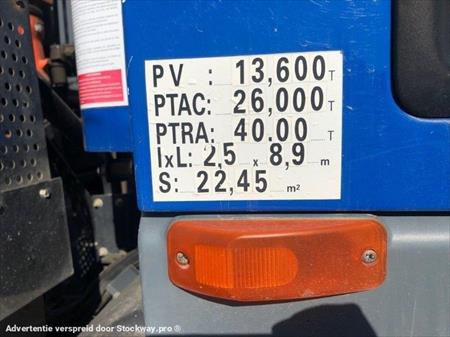 PV : 13,600 T
PTAC: 26,000 T
PTRA: 40.00 T
IxL: 2,5 x 8,9 m
S: 22,45 m²
Advertentie verspreid door Stockway.pro ®